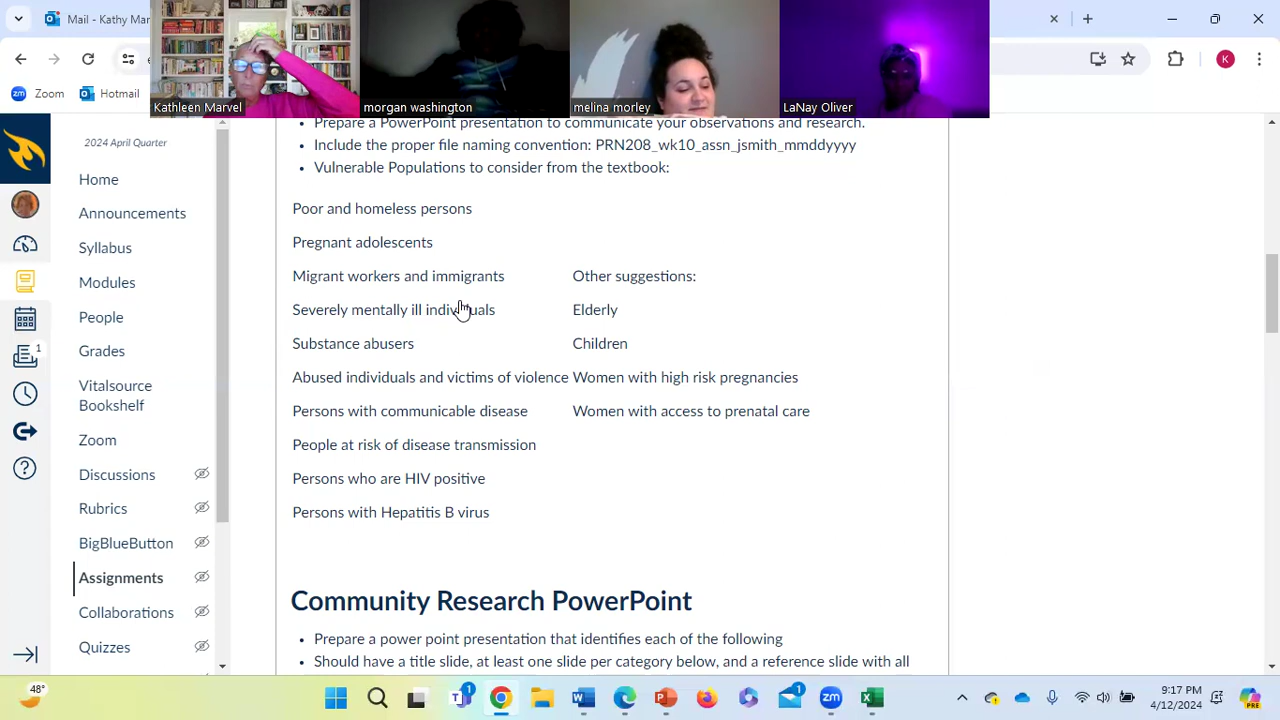 Mail - Kathy Mar
Zoom
Hotmail
Kathleen Marvel
morgan washington
melina morley
LaNay Oliver
K
2024 April Quarter
Home
Announcements
Syllabus
Modules
People
Grades
Vitalsource
Bookshelf
Zoom
Discussions
Rubrics
BigBlueButton
Assignments
Collaborations
Quizzes
1
• Prepare a PowerPoint presentation to communicate your observations and research.
• Include the proper file naming convention: PRN208_wk10_assn_jsmith_mmddyyyy
• Vulnerable Populations to consider from the textbook:
Poor and homeless persons
Pregnant adolescents
Migrant workers and immigrants Other suggestions:
Severely mentally ill individuals Elderly
Substance abusers Children
Abused individuals and victims of violence Women with high risk pregnancies
Persons with communicable disease Women with access to prenatal care
People at risk of disease transmission
Persons who are HIV positive
Persons with Hepatitis B virus
Community Research PowerPoint
• Prepare a power point presentation that identifies each of the following
• Should have a title slide, at least one slide per category below, and a reference slide with all
48°
1
9:17 PM
4/12/2024
PRE